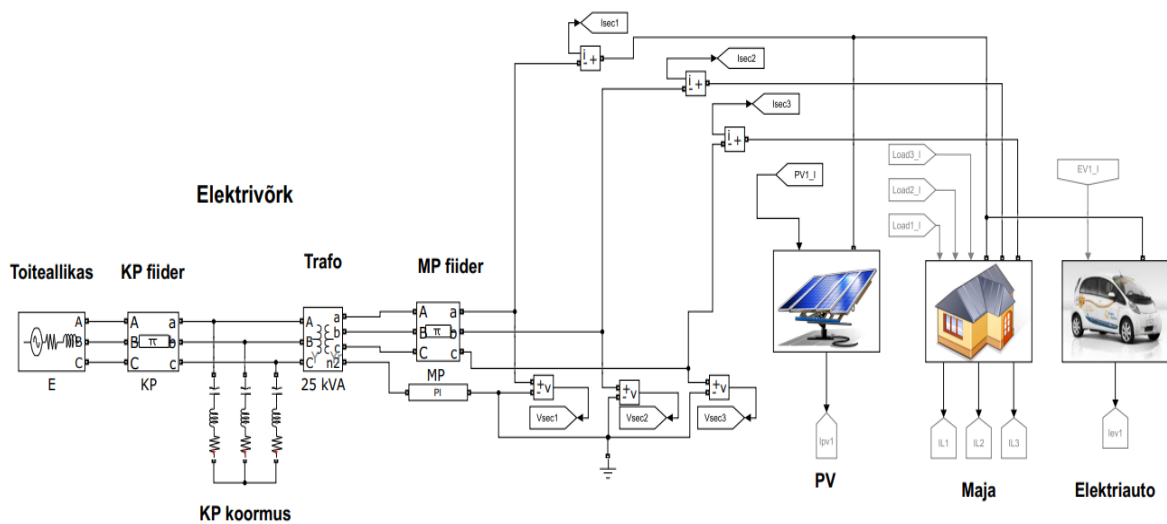 Isec1
i
- +
Isec2
i
- +
Isec3
i
- +
Load3_I
Load2_I
Load1_I
PV1_I
EV1_I
Elektrivõrk
Toiteallikas
KP fiider
Trafo
MP fiider
A
B
C
E
A
B
C
π
a
b
c
KP
A
B
C
Y
Y
a
b
c
n2
25 kVA
A
B
C
π
a
b
c
MP
PI
+
- v
+
- v
+
- v
Vsec1
Vsec2
Vsec3
Ipv1
IL1
IL2
IL3
Iev1
PV
Maja
Elektriauto
KP koormus